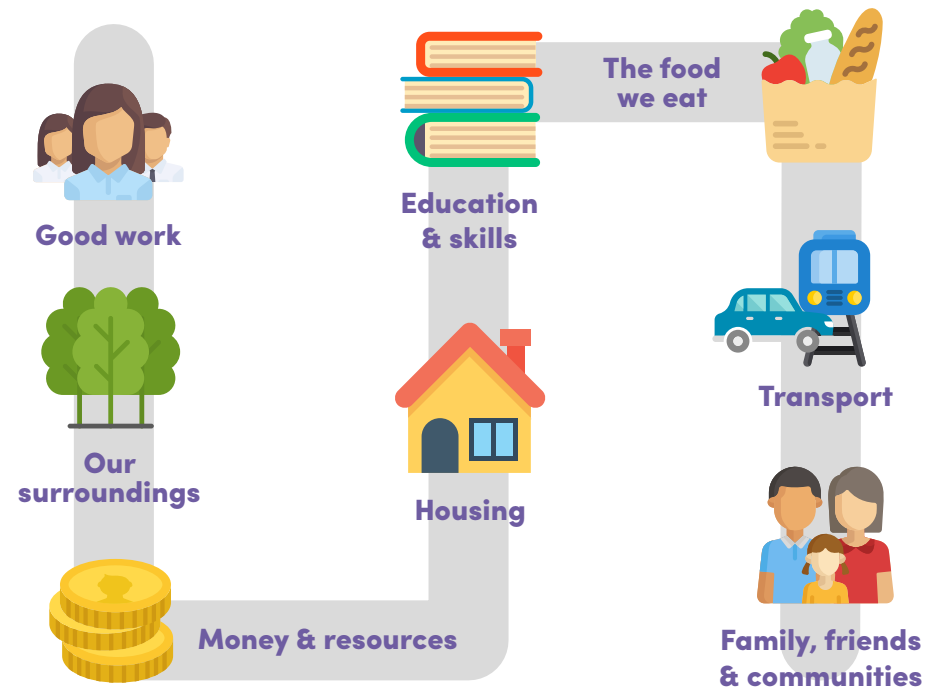 Good work
Our
surroundings
Money & resources
Housing
Education
& skills
The food
we eat
Transport
Family, friends
& communities